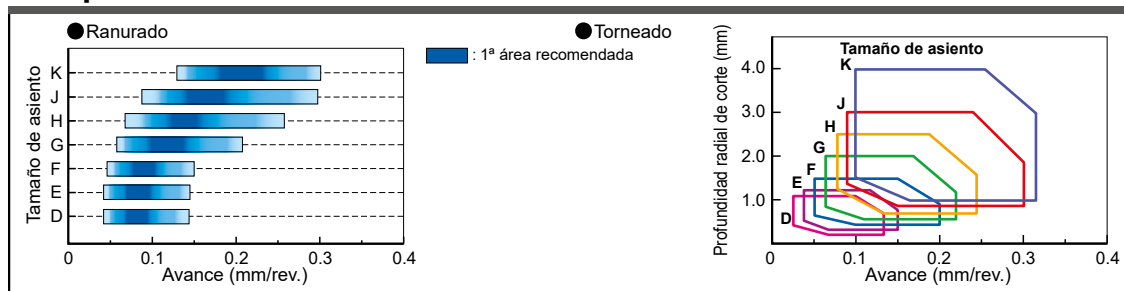 Ranurado
Tamaño de asiento
K
J
H
G
F
E
D
0
0.1
0.2
0.3
0.4
Avance (mm/rev.)
: 1ª área recomendada
Torneado
Profundidad radial de corte (mm)
Tamaño de asiento
4.0
3.0
2.0
1.0
K
J
H
G
F
E
D
0
0.1
0.2
0.3
0.4
Avance (mm/rev.)